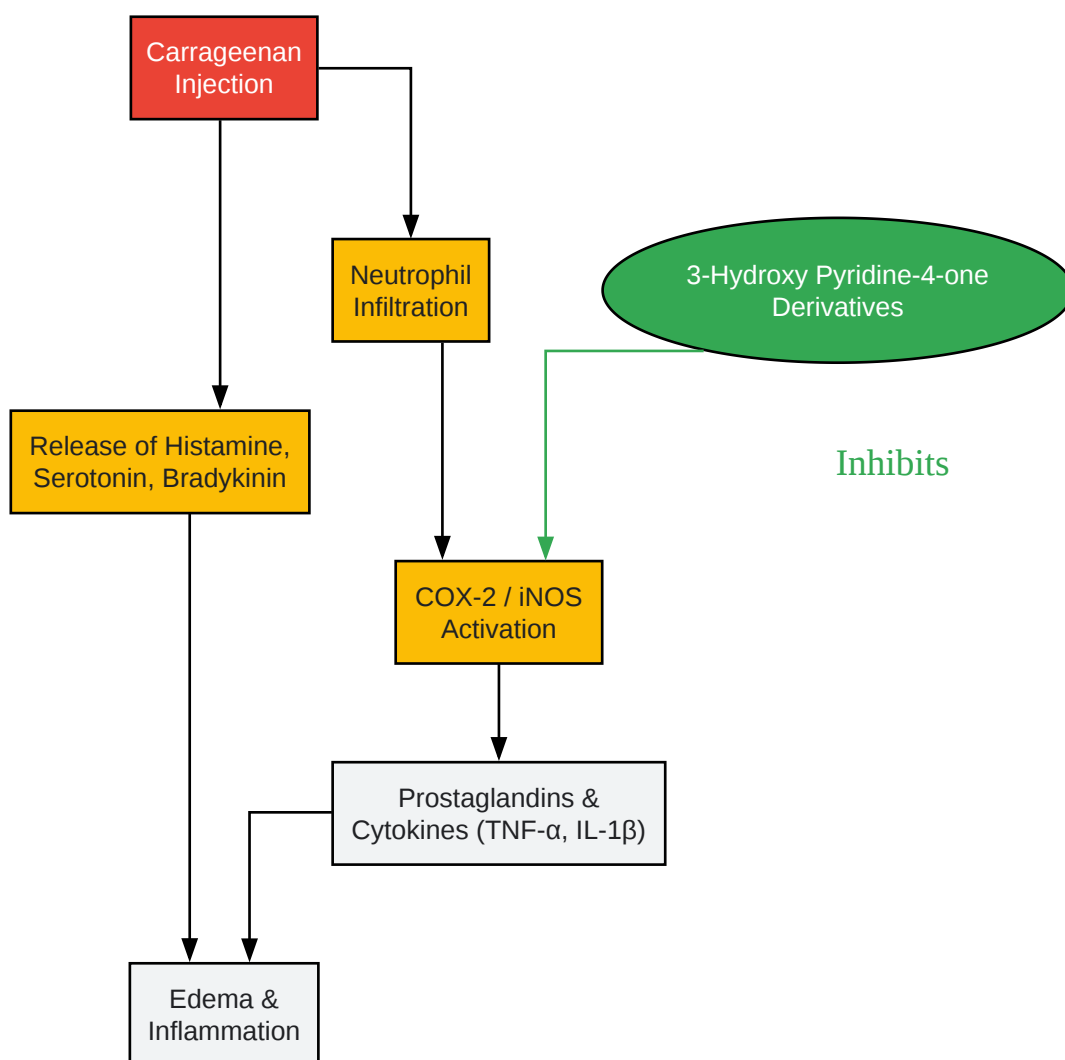 Carrageenan
Injection
Neutrophil
Infiltration
3-Hydroxy Pyridine-4-one
Derivatives
Release of Histamine,
Serotonin, Bradykinin
Inhibits
COX-2 / iNOS
Activation
Prostaglandins &
Cytokines (TNF-α, IL-1β)
Edema &
Inflammation